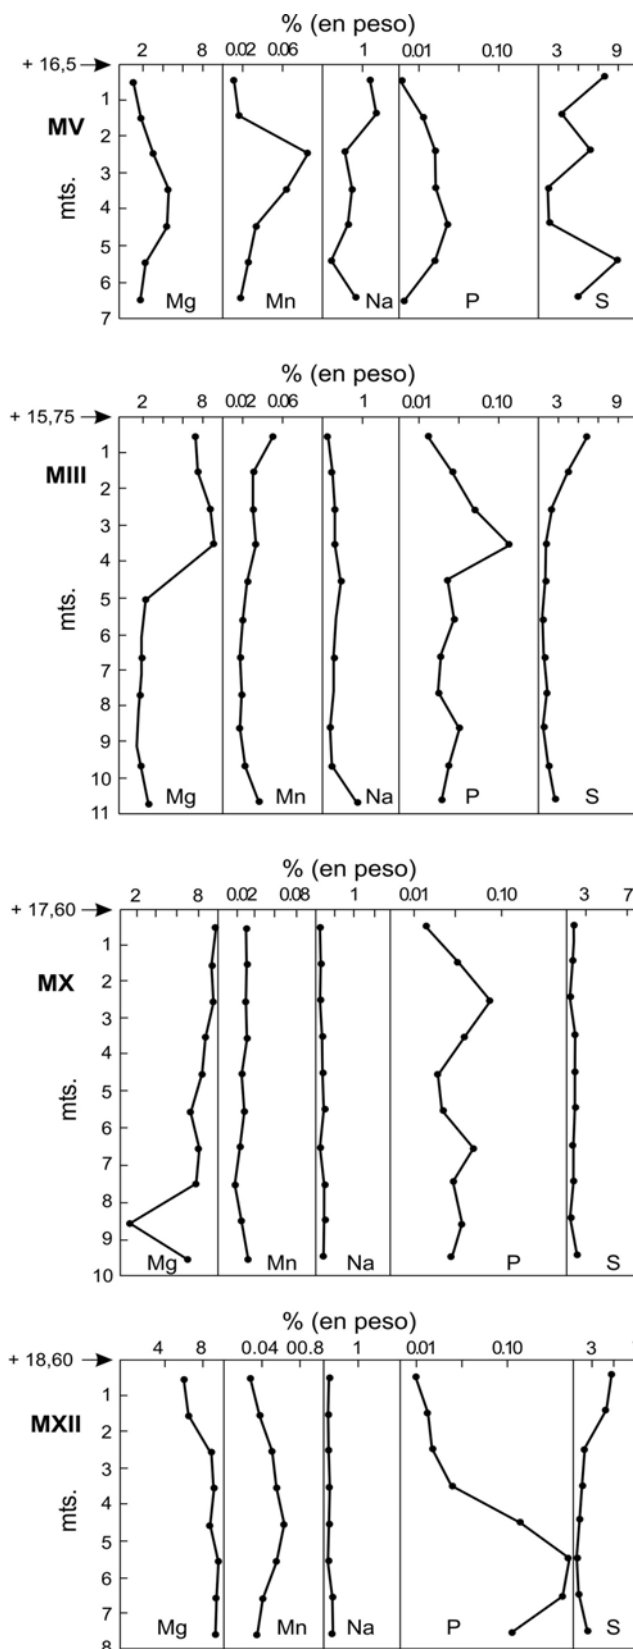 % (en peso)
2 8 0.02 0.06 1 0.01 0.10 3 9
+ 16,5
1
MV
2
3
mts.
4
5
6
Mg Mn Na P S
7
% (en peso)
2 8 0.02 0.06 1 0.01 0.10 3 9
+ 15,75
1
MIII
2
3
4
mts.
5
6
7
8
9
10
Mg Mn Na P S
11
% (en peso)
2 8 0.02 0.08 1 0.01 0.10 3 7
+ 17,60
1
MX
2
3
4
mts.
5
6
7
8
9
Mg Mn Na P S
10
% (en peso)
4 8 0.04 00.8 1 0.01 0.10 3
+ 18,60
1
MXII
2
3
4
mts.
5
6
7
Mg Mn Na P S
8